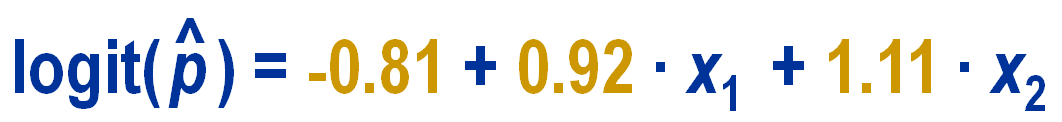 logit(p̂) = -0.81 + 0.92 · x₁ + 1.11 · x₂